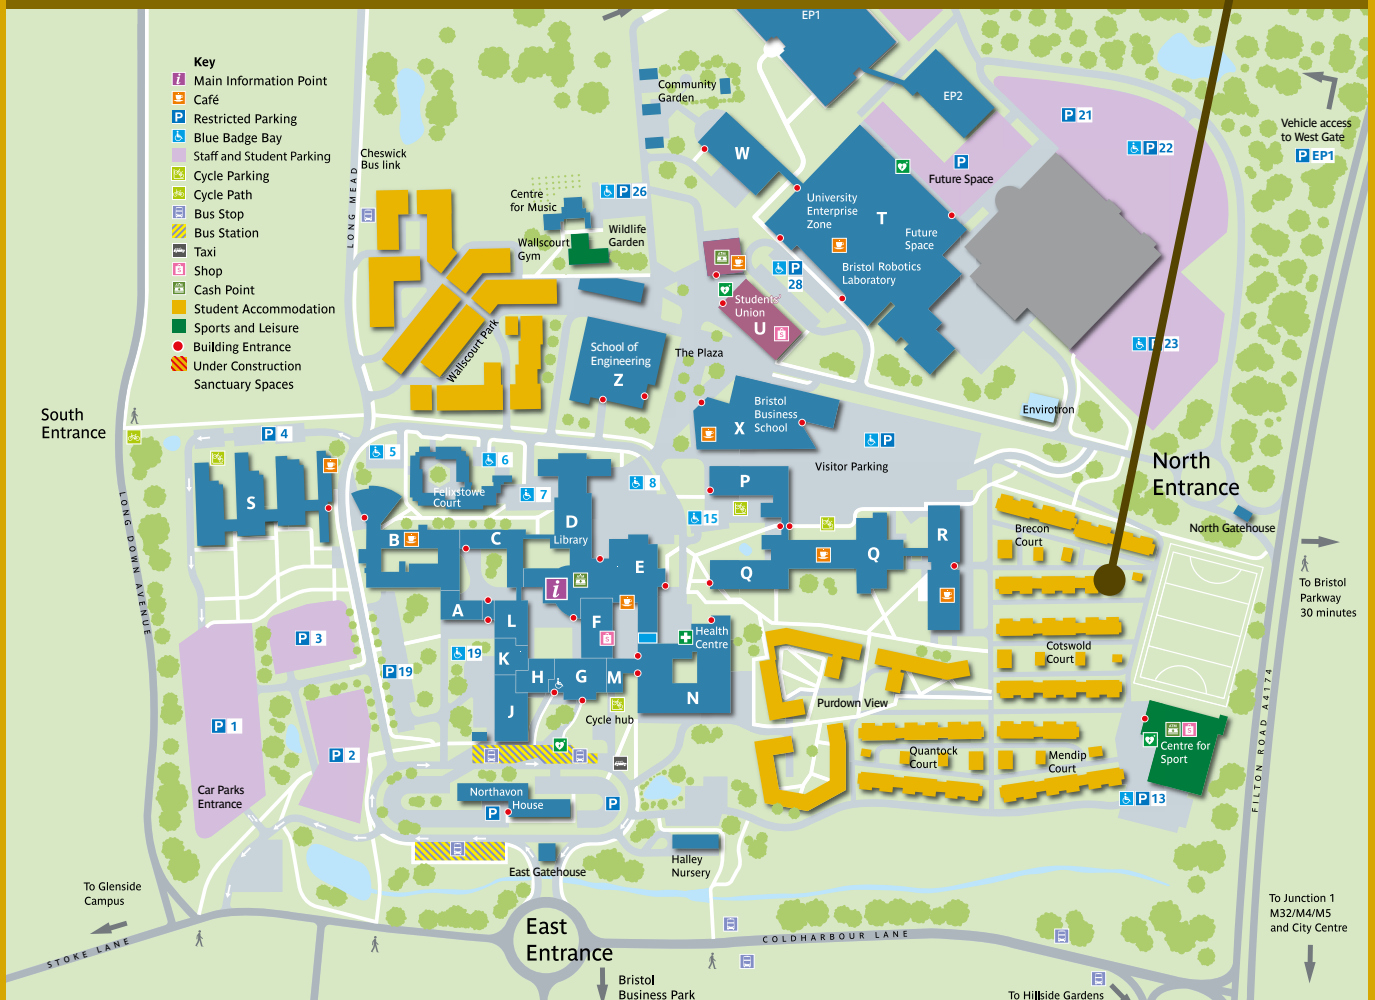 EP1
Key
Main Information Point
Café
Restricted Parking
Blue Badge Bay
Staff and Student Parking
Cycle Parking
Cycle Path
Bus Stop
Bus Station
Taxi
Shop
Cash Point
Student Accommodation
Sports and Leisure
Building Entrance
Under Construction
Sanctuary Spaces
Cheswick
Bus link
LONG MEAD
Community
Garden
EP2
P 21
P 22
Vehicle access
to West Gate
P EP1
W
Centre
for Music
P 26
Wildlife
Garden
Wallscourt
Gym
P
Future Space
University
Enterprise
Zone
T
Future
Space
Bristol Robotics
Laboratory
P
28
Students'
Union
U
P 23
Wallscourt Park
School of
Engineering
Z
The Plaza
Bristol
Business
School
X
Envirotron
South
Entrance
P 4
5
6
7
8
15
P
Visitor Parking
North
Entrance
North Gatehouse
S
Felixstowe
Court
D
Library
B
C
P
Q
Q
R
Brecon
Court
To Bristol
Parkway
30 minutes
LONG DOWN AVENUE
i
E
A
L
F
Health
Centre
Cotswold
Court
P 3
19
P 19
K
H
G
M
N
J
Cycle hub
Purdown View
P 1
P 2
Quantock
Court
Mendip
Court
Centre for
Sport
P 13
FILTON ROAD A4174
Car Parks
Entrance
Northavon
House
P
P
East Gatehouse
Halley
Nursery
To Glenside
Campus
STOKE LANE
East
Entrance
COLDHARBOUR LANE
To Junction 1
M32/M4/M5
and City Centre
Bristol
Business Park
To Hillside Gardens